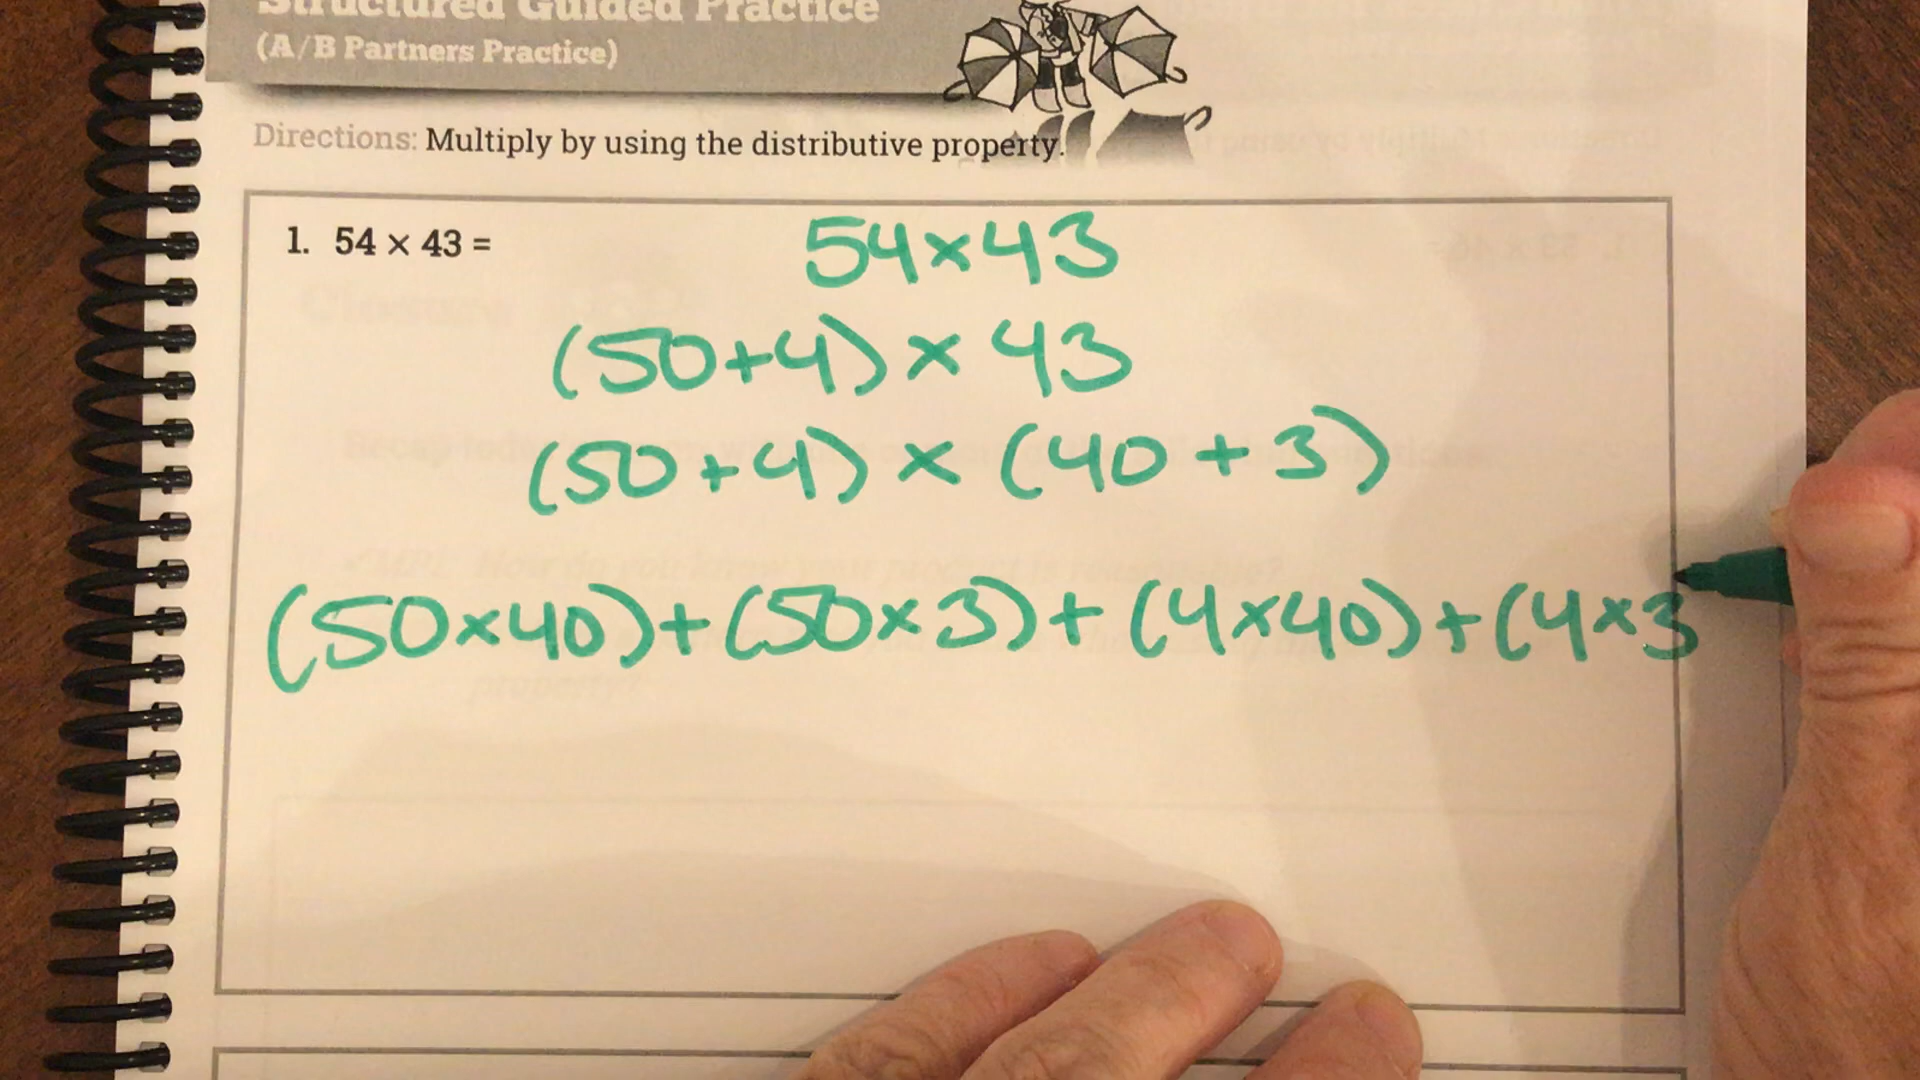 Structured Guided Practice
(A/B Partners Practice)
Directions: Multiply by using the distributive property.
1. 54 × 43 =
54×43
(50+4) × 43
(50+4) × (40+3)
(50×40)+(50×3)+(4×40)+(4×3